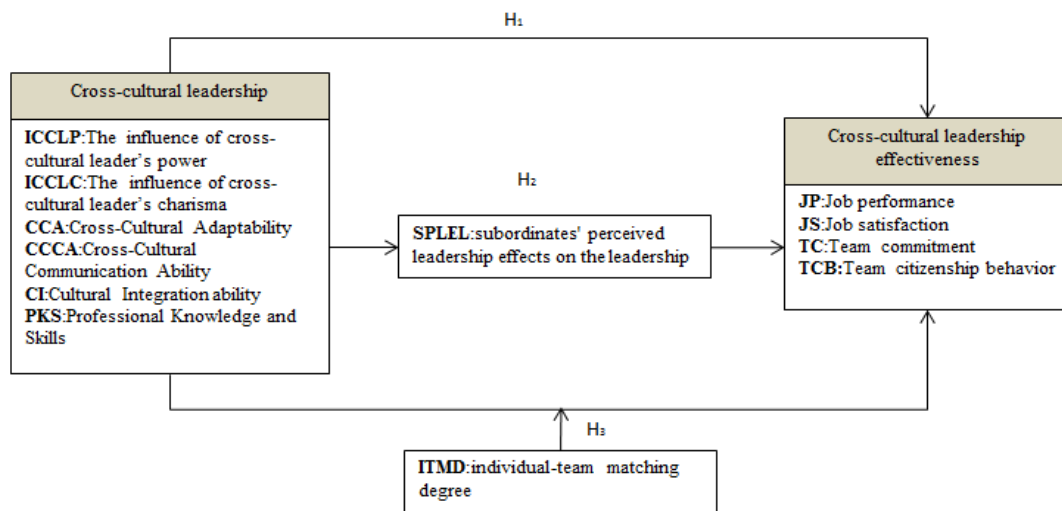 H₁
Cross-cultural leadership
ICCLP:The influence of cross-
cultural leader's power
ICCLC:The influence of cross-
cultural leader's charisma
CCA:Cross-Cultural Adaptability
CCCA:Cross-Cultural
Communication Ability
CI:Cultural Integration ability
PKS:Professional Knowledge and
Skills
H₂
SPLEL:subordinates' perceived
leadership effects on the leadership
Cross-cultural leadership
effectiveness
JP:Job performance
JS:Job satisfaction
TC:Team commitment
TCB:Team citizenship behavior
H₃
ITMD:individual-team matching
degree